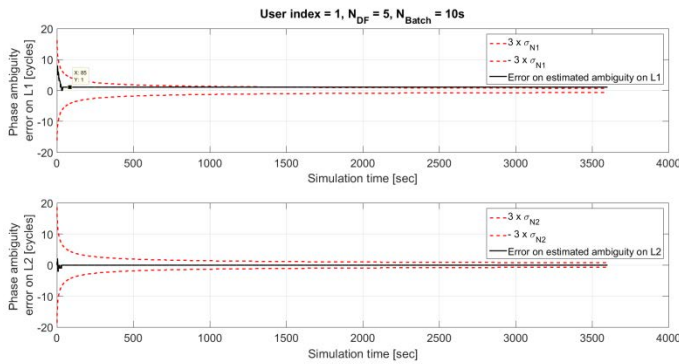 User index = 1, N_DF = 5, N_Batch = 10s
Phase ambiguity
error on L1 [cycles]
20
10
0
-10
-20
X: 85
Y: 1
3 x σ_N1
- 3 x σ_N1
Error on estimated ambiguity on L1
0 500 1000 1500 2000 2500 3000 3500 4000
Simulation time [sec]
Phase ambiguity
error on L2 [cycles]
20
10
0
-10
-20
3 x σ_N2
- 3 x σ_N2
Error on estimated ambiguity on L2
0 500 1000 1500 2000 2500 3000 3500 4000
Simulation time [sec]